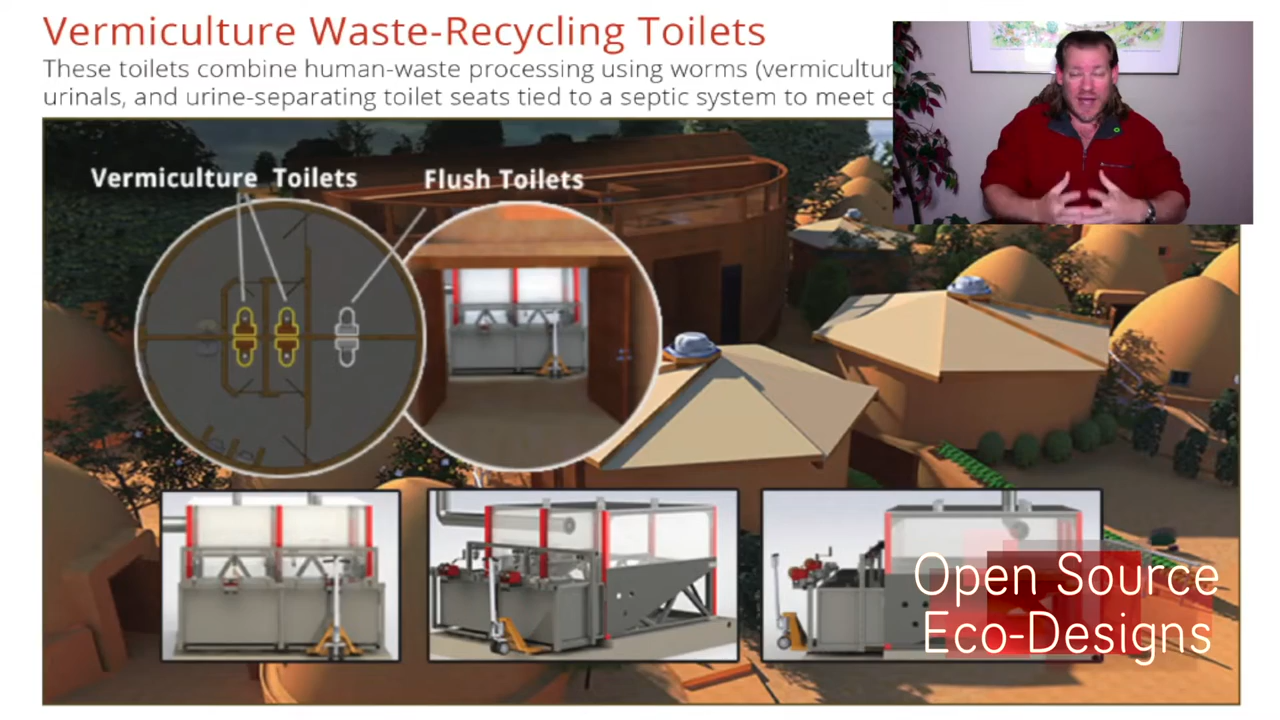 Vermiculture Waste-Recycling Toilets
These toilets combine human-waste processing using worms
urinals, and urine-separating toilet seats tied to a septic system to meet
Vermiculture Toilets
Flush Toilets
Open Source
Eco-Designs